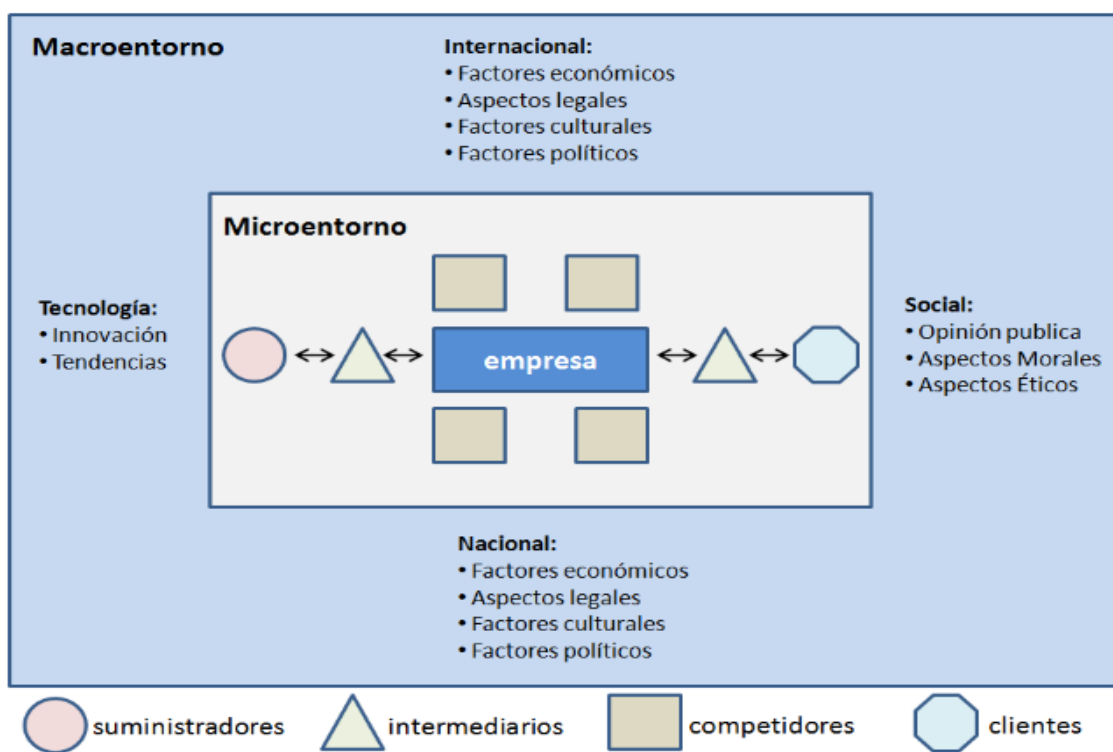 Macroentorno
Internacional:
• Factores económicos
• Aspectos legales
• Factores culturales
• Factores políticos
Microentorno
Tecnología:
• Innovación
• Tendencias
empresa
Social:
• Opinión publica
• Aspectos Morales
• Aspectos Éticos
Nacional:
• Factores económicos
• Aspectos legales
• Factores culturales
• Factores políticos
suministradores
intermediarios
competidores
clientes